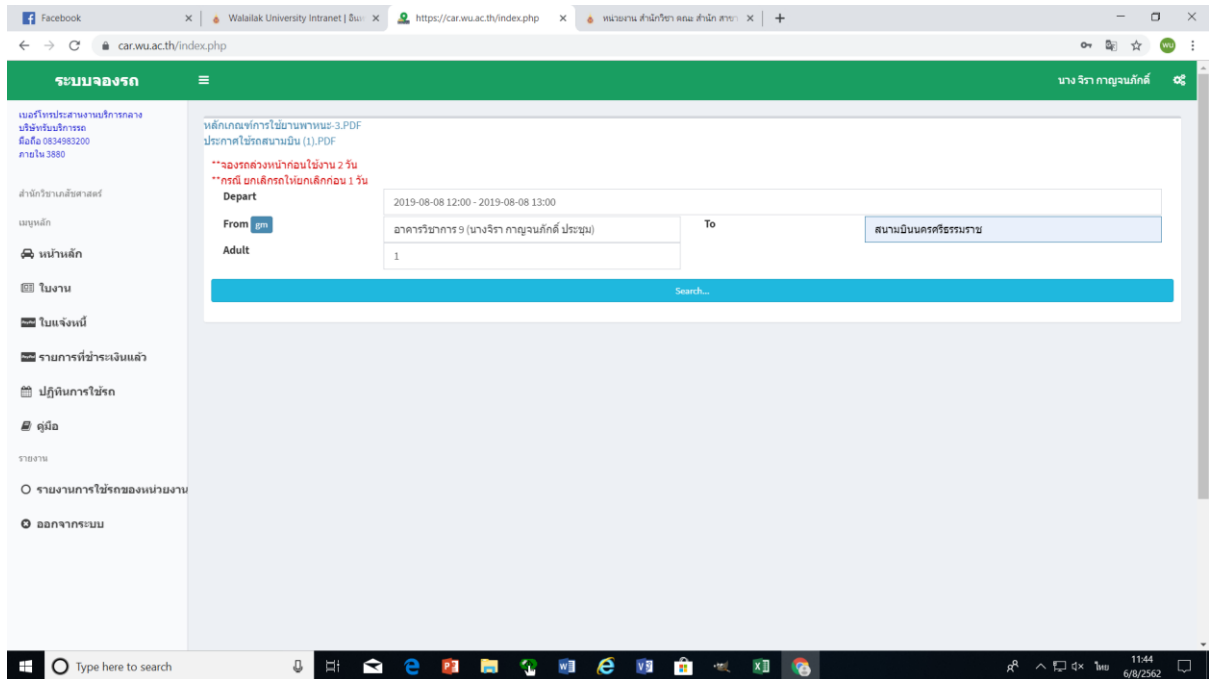 Facebook
Walailak University Intranet | อินเ
https://car.wu.ac.th/index.php
หน่วยงาน สำนักวิชา คณะ สำนัก สาขา
car.wu.ac.th/index.php
WU
ระบบจองรถ
นาง จิรา กาญจนภักดิ์
เบอร์โทรประสานงานบริการกลาง
บริษัทรับบริการรถ
มือถือ 0834983200
ภายใน 3880
หลักเกณฑ์การใช้ยานพาหนะ-3.PDF
ประกาศใช้รถสนามบิน (1).PDF
**จองรถล่วงหน้าก่อนใช้งาน 2 วัน
**กรณี ยกเลิกรถให้ยกเลิกก่อน 1 วัน
สำนักวิชาเภสัชศาสตร์
Depart
2019-08-08 12:00 - 2019-08-08 13:00
เมนูหลัก
From gm
อาคารวิชาการ 9 (นางจิรา กาญจนภักดิ์ ประชุม)
To
สนามบินนครศรีธรรมราช
Adult
1
Search...
หน้าหลัก
ใบงาน
ใบแจ้งหนี้
รายการที่ชำระเงินแล้ว
ปฏิทินการใช้รถ
คู่มือ
รายงาน
รายงานการใช้รถของหน่วยงาน
ออกจากระบบ
Type here to search
ไทย
11:44
6/8/2562